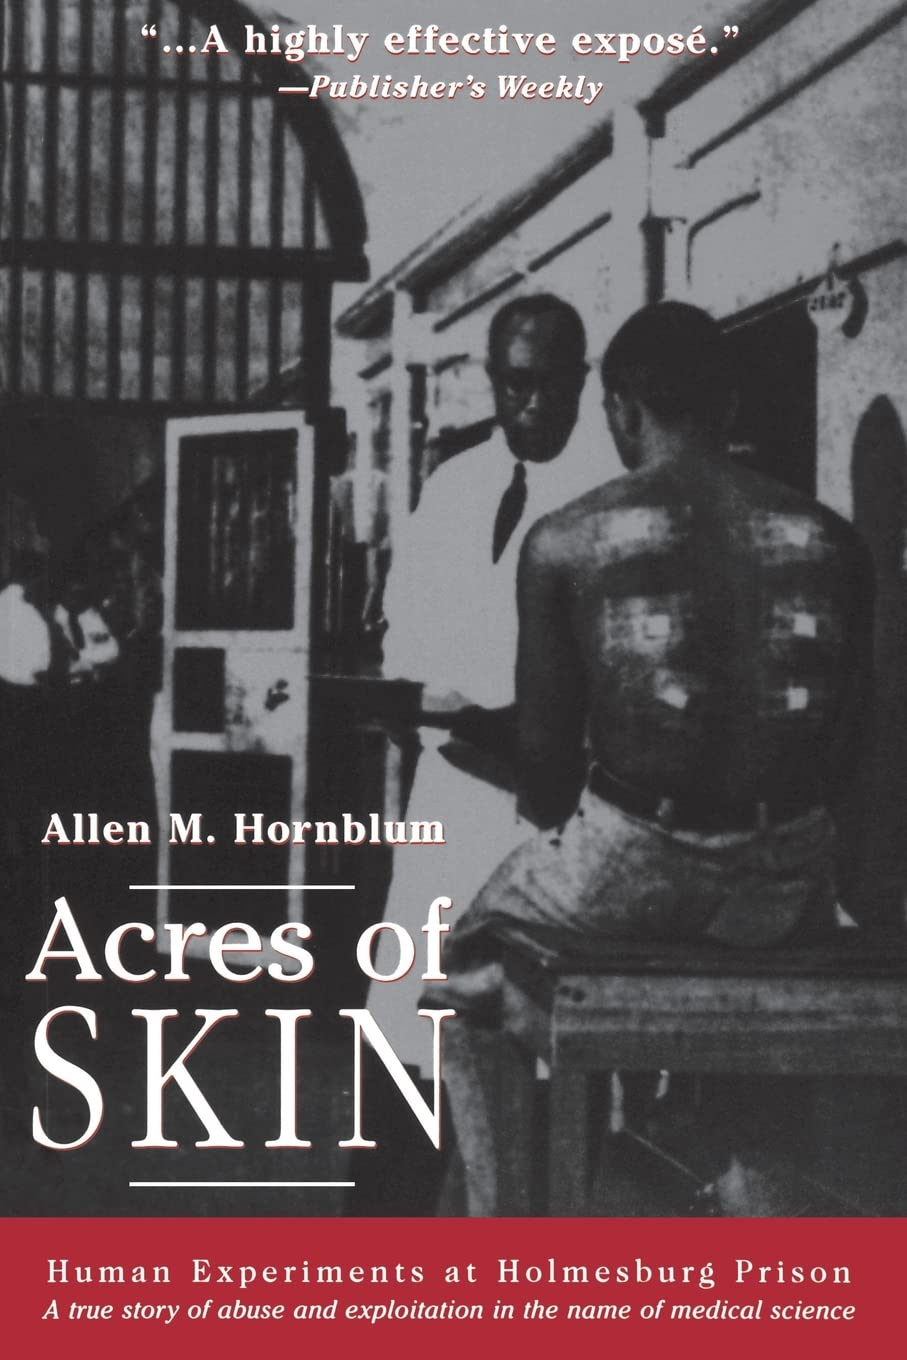 “...A highly effective exposé.”
—Publisher's Weekly
Allen M. Hornblum
Acres of
SKIN
Human Experiments at Holmesburg Prison
A true story of abuse and exploitation in the name of medical science